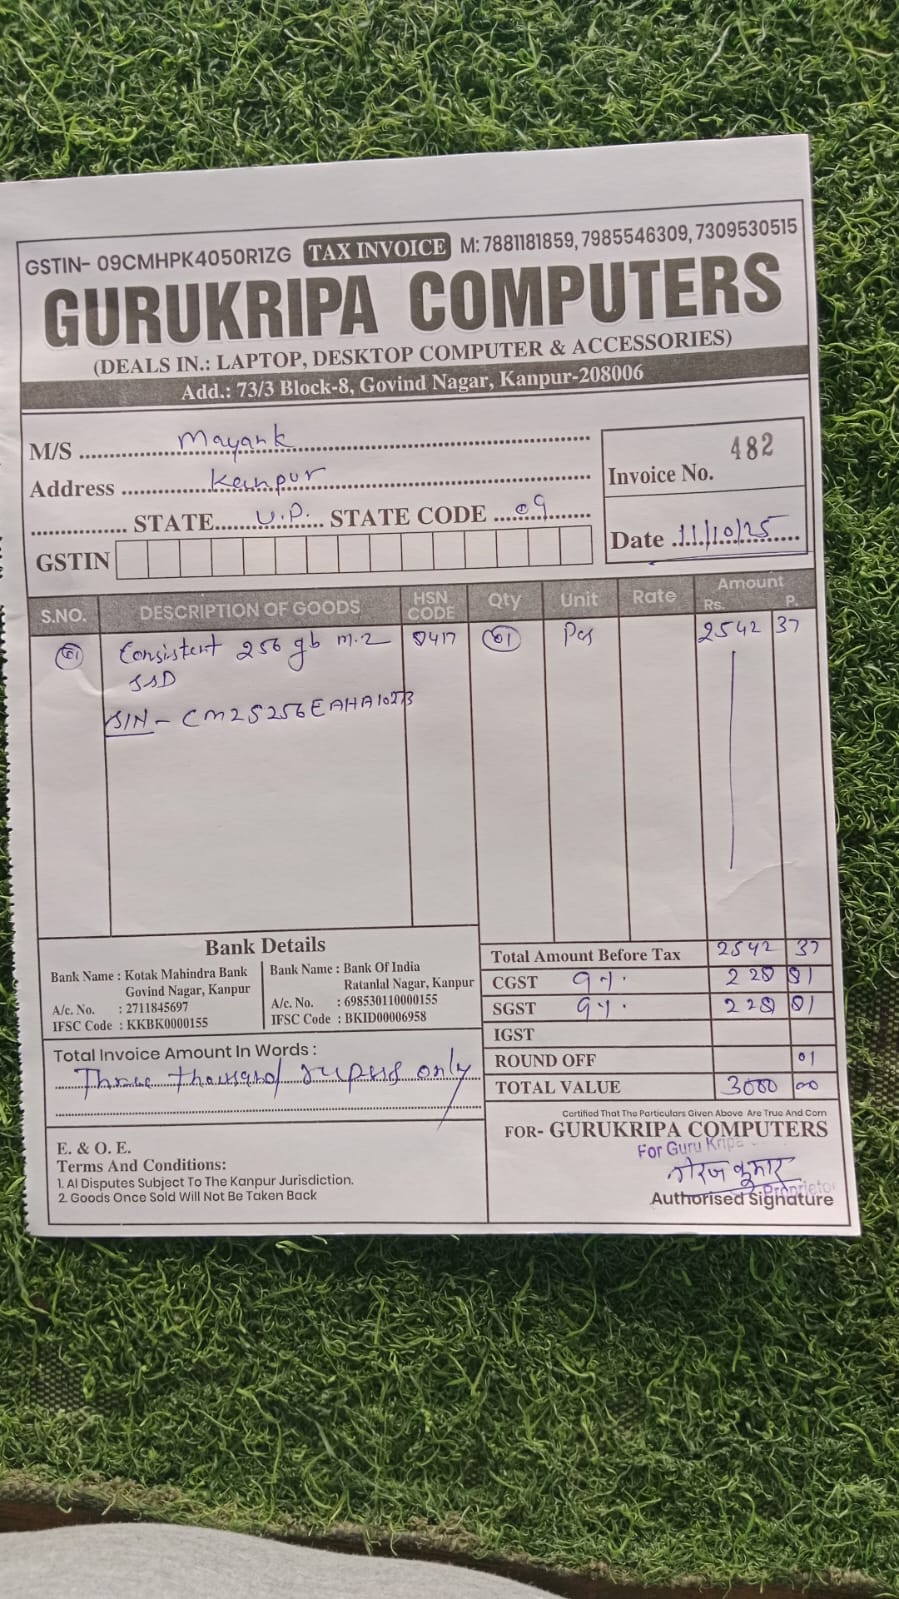 GSTIN- 09CMHPK4050R1ZG TAX INVOICE M: 7881181859, 7985546309, 7309530515
GURUKRIPA COMPUTERS
(DEALS IN.: LAPTOP, DESKTOP COMPUTER & ACCESSORIES)
Add.: 73/3 Block-8, Govind Nagar, Kanpur-208006
M/S Mayank
Address Kanpur
STATE U.P. STATE CODE 09
GSTIN
482
Invoice No.
Date 11/10/25
S.NO. DESCRIPTION OF GOODS HSN CODE Qty Unit Rate Amount Rs. P.
01 Consistent 256 gb m.2 8417 01 Pcs 2542 37
SSD
S/N - CM2S256EAHA10273
Bank Details
Bank Name : Kotak Mahindra Bank
Govind Nagar, Kanpur
A/c. No. : 2711845697
IFSC Code : KKBK0000155
Bank Name : Bank Of India
Ratanlal Nagar, Kanpur
A/c. No. : 698530110000155
IFSC Code : BKID00006958
Total Amount Before Tax 2542 37
CGST 9%. 228 81
SGST 9%. 228 81
IGST
ROUND OFF 01
TOTAL VALUE 3000 00
Total Invoice Amount In Words :
Three thousand rupees only
E. & O. E.
Terms And Conditions:
1. Al Disputes Subject To The Kanpur Jurisdiction.
2. Goods Once Sold Will Not Be Taken Back
Certified That The Particulars Given Above Are True And Corn
FOR- GURUKRIPA COMPUTERS
For Guru Kripa
नीरज कुमार
Proprietor
Authorised Signature